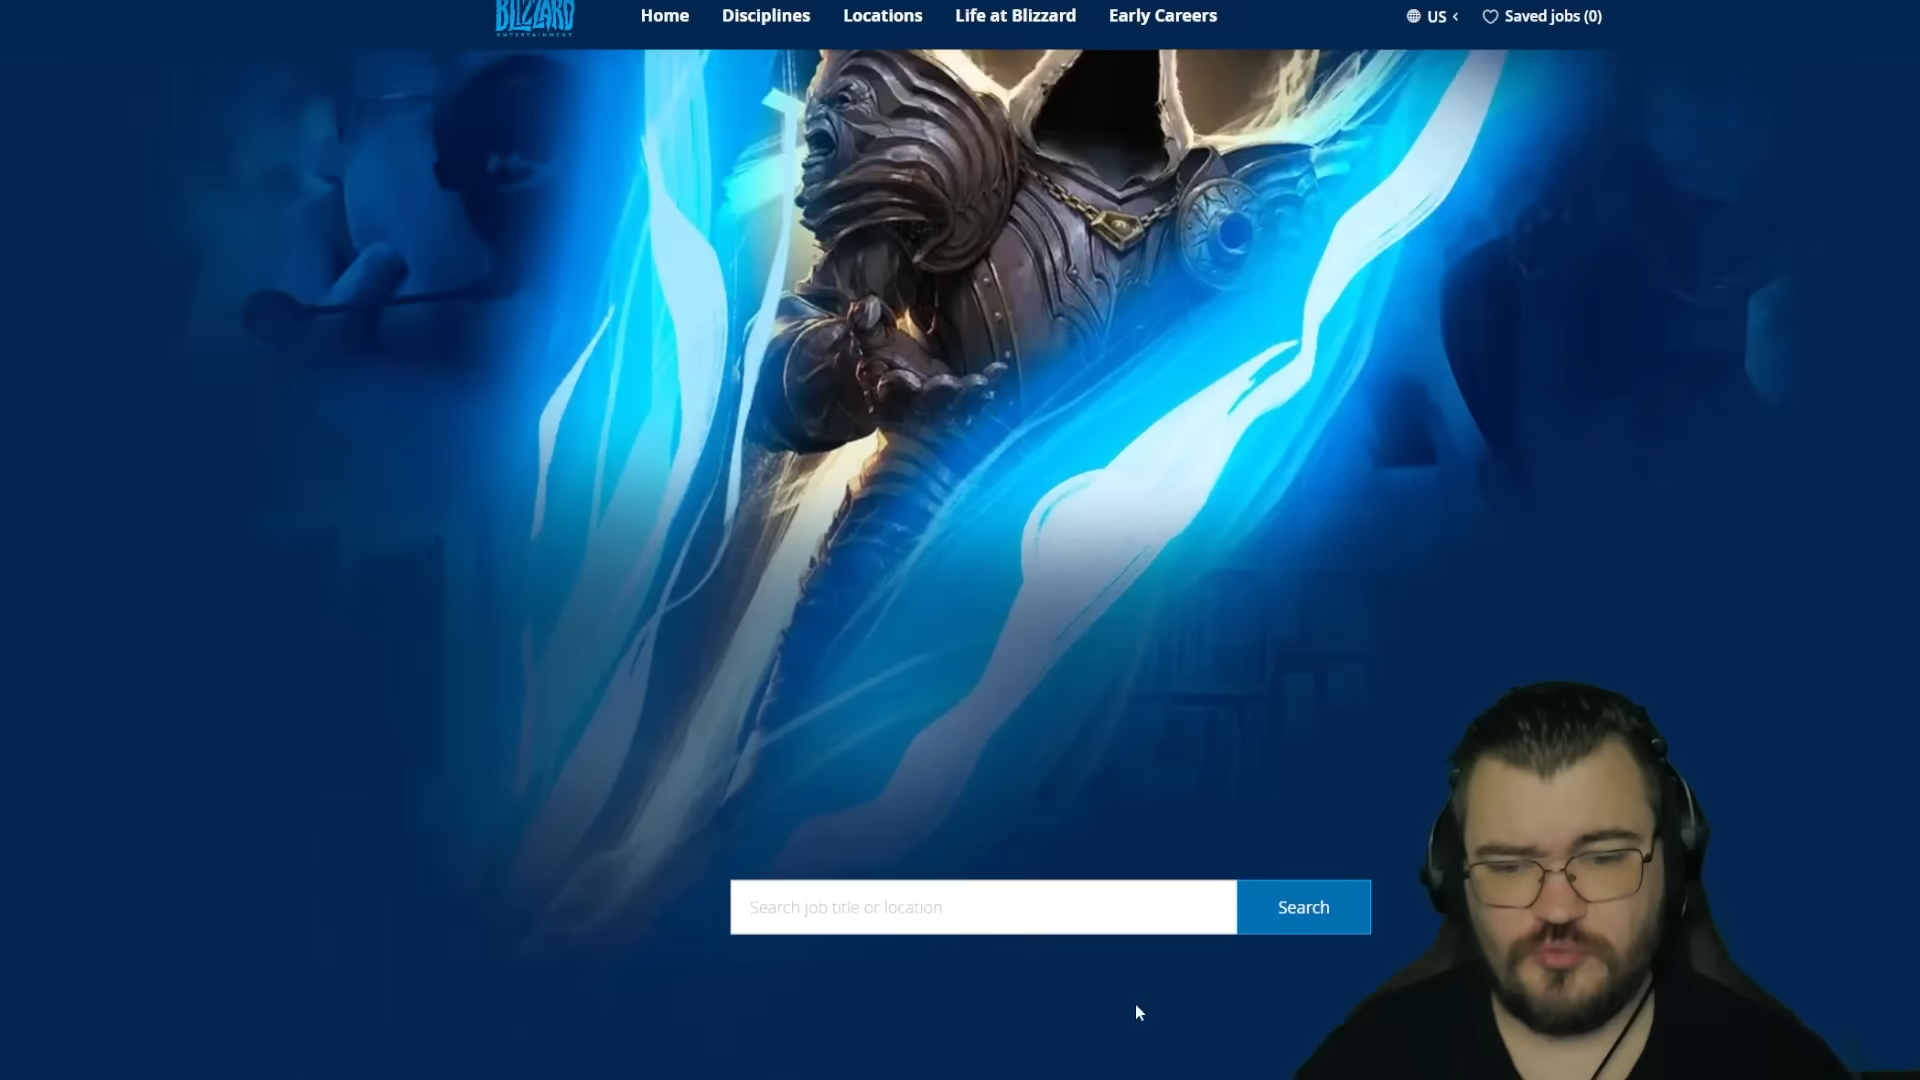 BLIZZARD
ENTERTAINMENT
Home Disciplines Locations Life at Blizzard Early Careers US Saved jobs (0)
Search job title or location Search